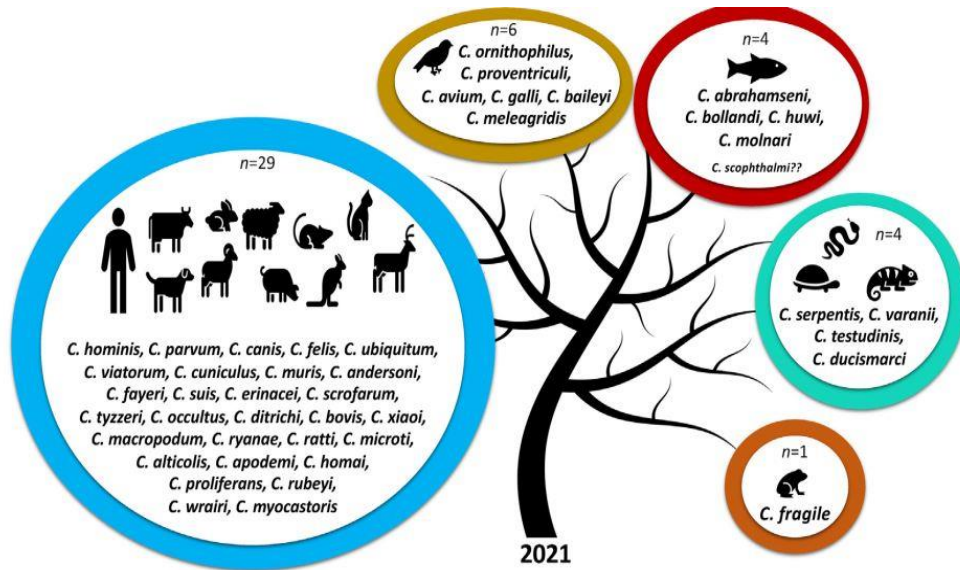 n=6
C. ornithophilus,
C. proventriculi,
C. avium, C. galli, C. baileyi
C. meleagridis
n=4
C. abrahamseni,
C. bollandi, C. huwi,
C. molnari
C. scophthalmi??
n=29
C. hominis, C. parvum, C. canis, C. felis, C. ubiquitum,
C. viatorum, C. cuniculus, C. muris, C. andersoni,
C. fayeri, C. suis, C. erinacei, C. scrofarum,
C. tyzzeri, C. occultus, C. ditrichi, C. bovis, C. xiaoi,
C. macropodum, C. ryanae, C. ratti, C. microti,
C. alticolis, C. apodemi, C. homai,
C. proliferans, C. rubeyi,
C. wrairi, C. myocastoris
n=4
C. serpentis, C. varanii,
C. testudinis,
C. ducismarci
n=1
C. fragile
2021